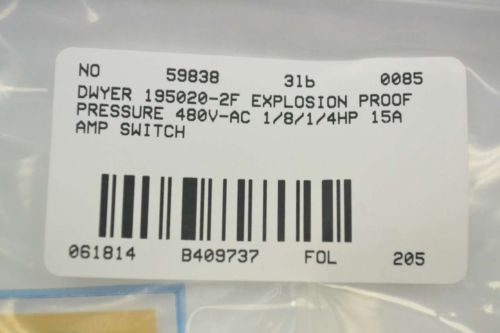 NO 59838 3lb 0085
DWYER 195020-2F EXPLOSION PROOF
PRESSURE 480V-AC 1/8/1/4HP 15A
AMP SWITCH
061814 B409737 FOL 205